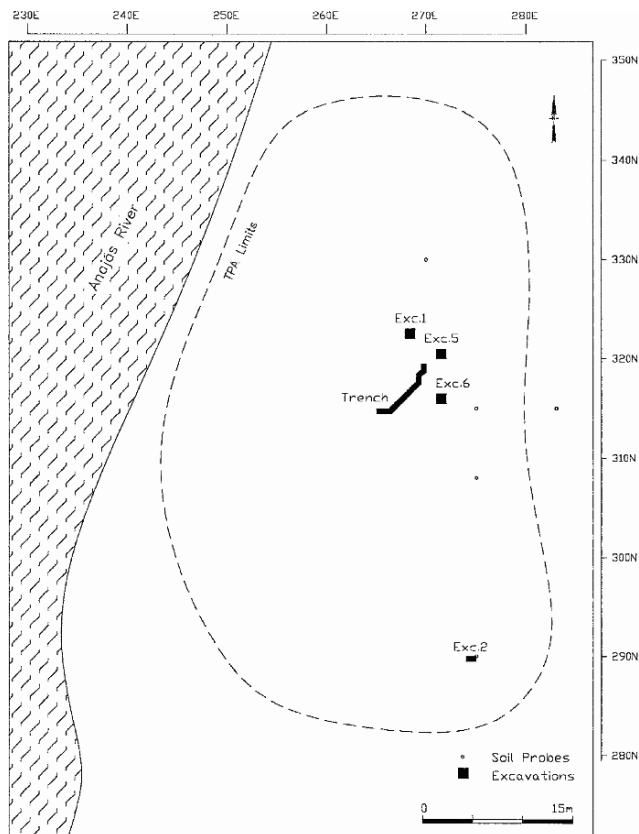 230E 240E 250E 260E 270E 280E
350N
340N
Anajás River
TPA Limits
330N
Exc.1
Exc.5
320N
Exc.6
Trench
310N
300N
Exc.2
290N
280N
Soil Probes
Excavations
0 15m